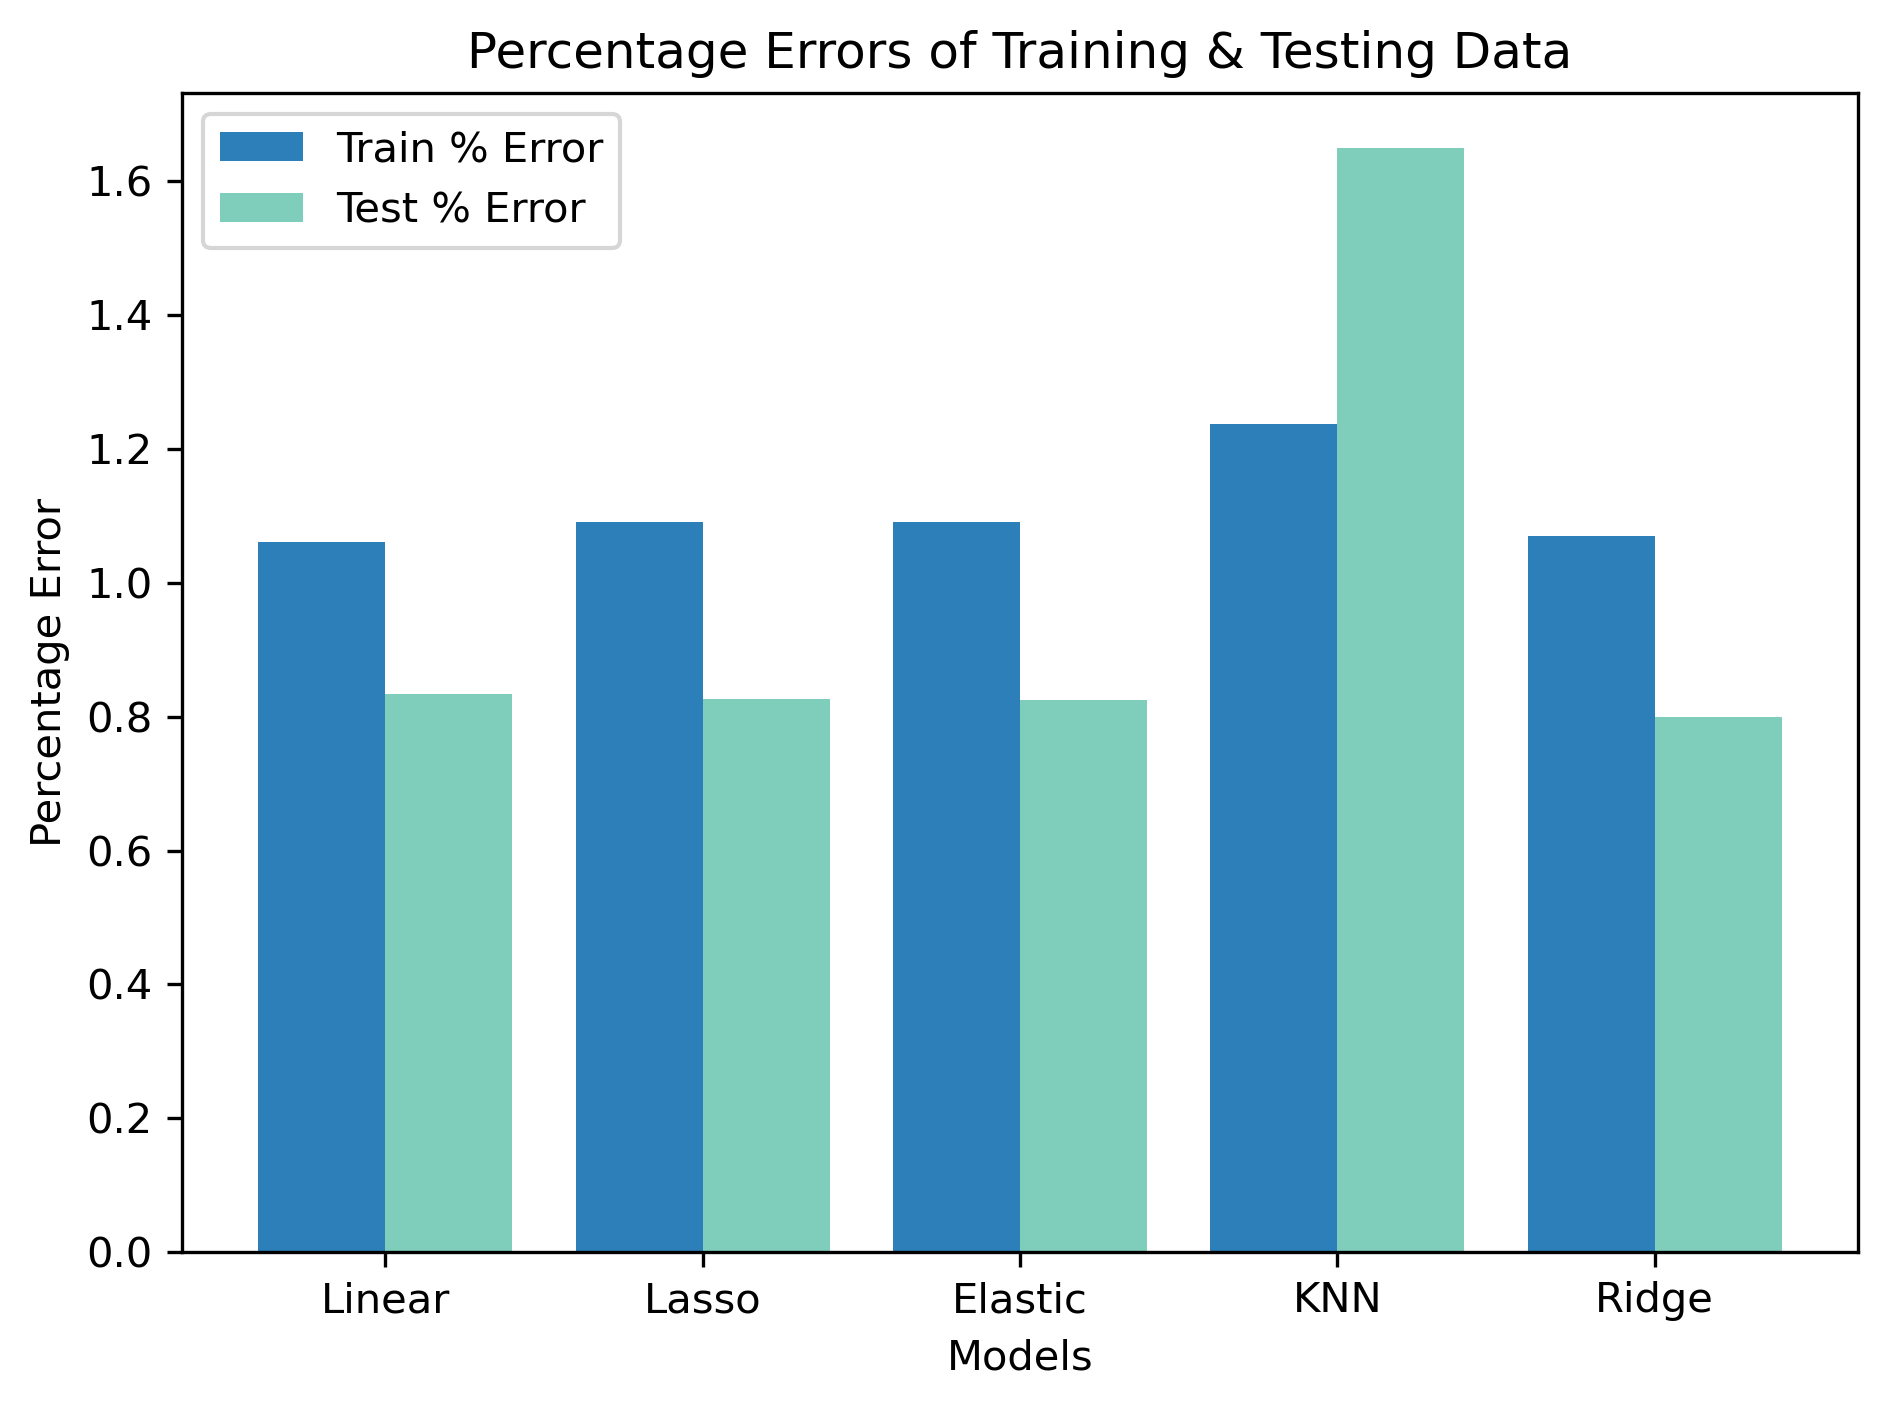 Percentage Errors of Training & Testing Data
Train % Error
Test % Error
Percentage Error
1.6
1.4
1.2
1.0
0.8
0.6
0.4
0.2
0.0
Linear Lasso Elastic KNN Ridge
Models